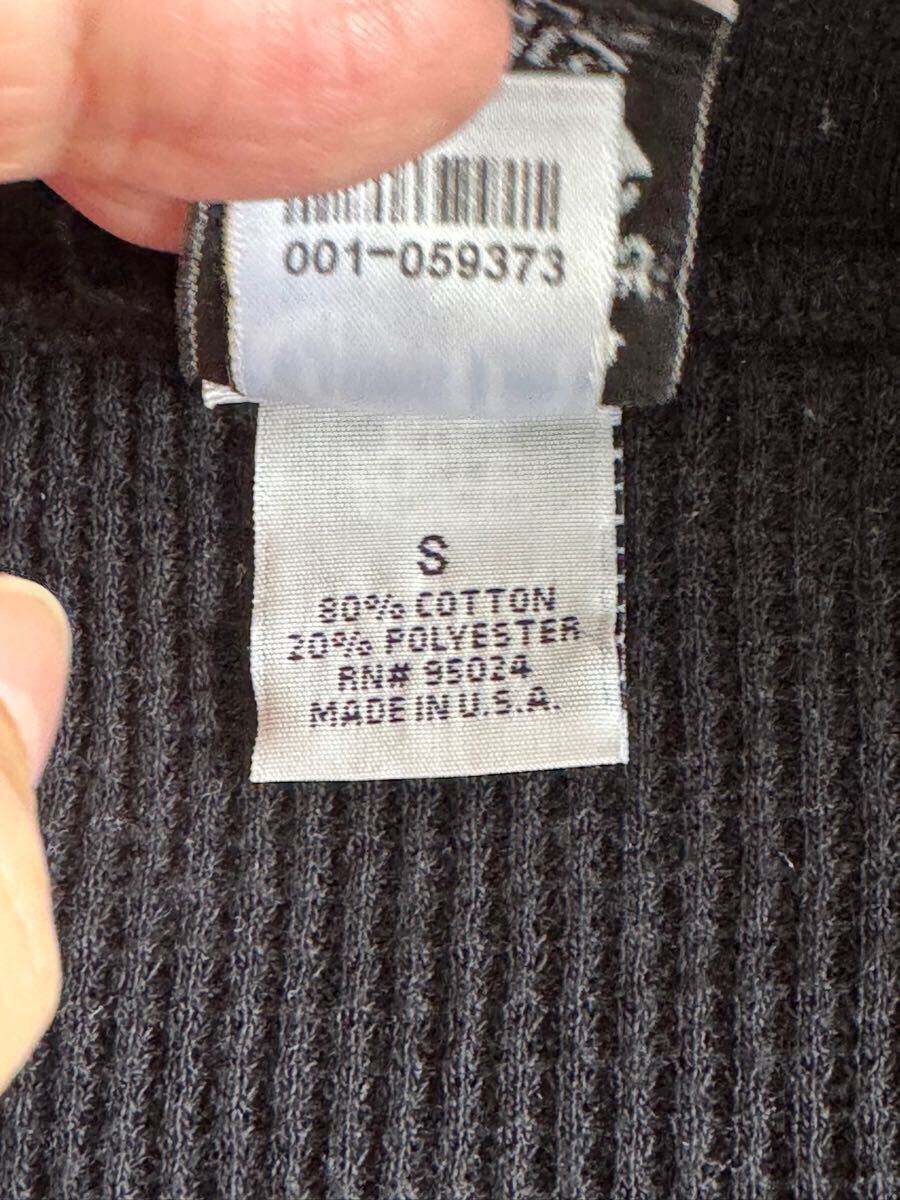 001-059373
S
80% COTTON
20% POLYESTER
RN# 95024
MADE IN U.S.A.